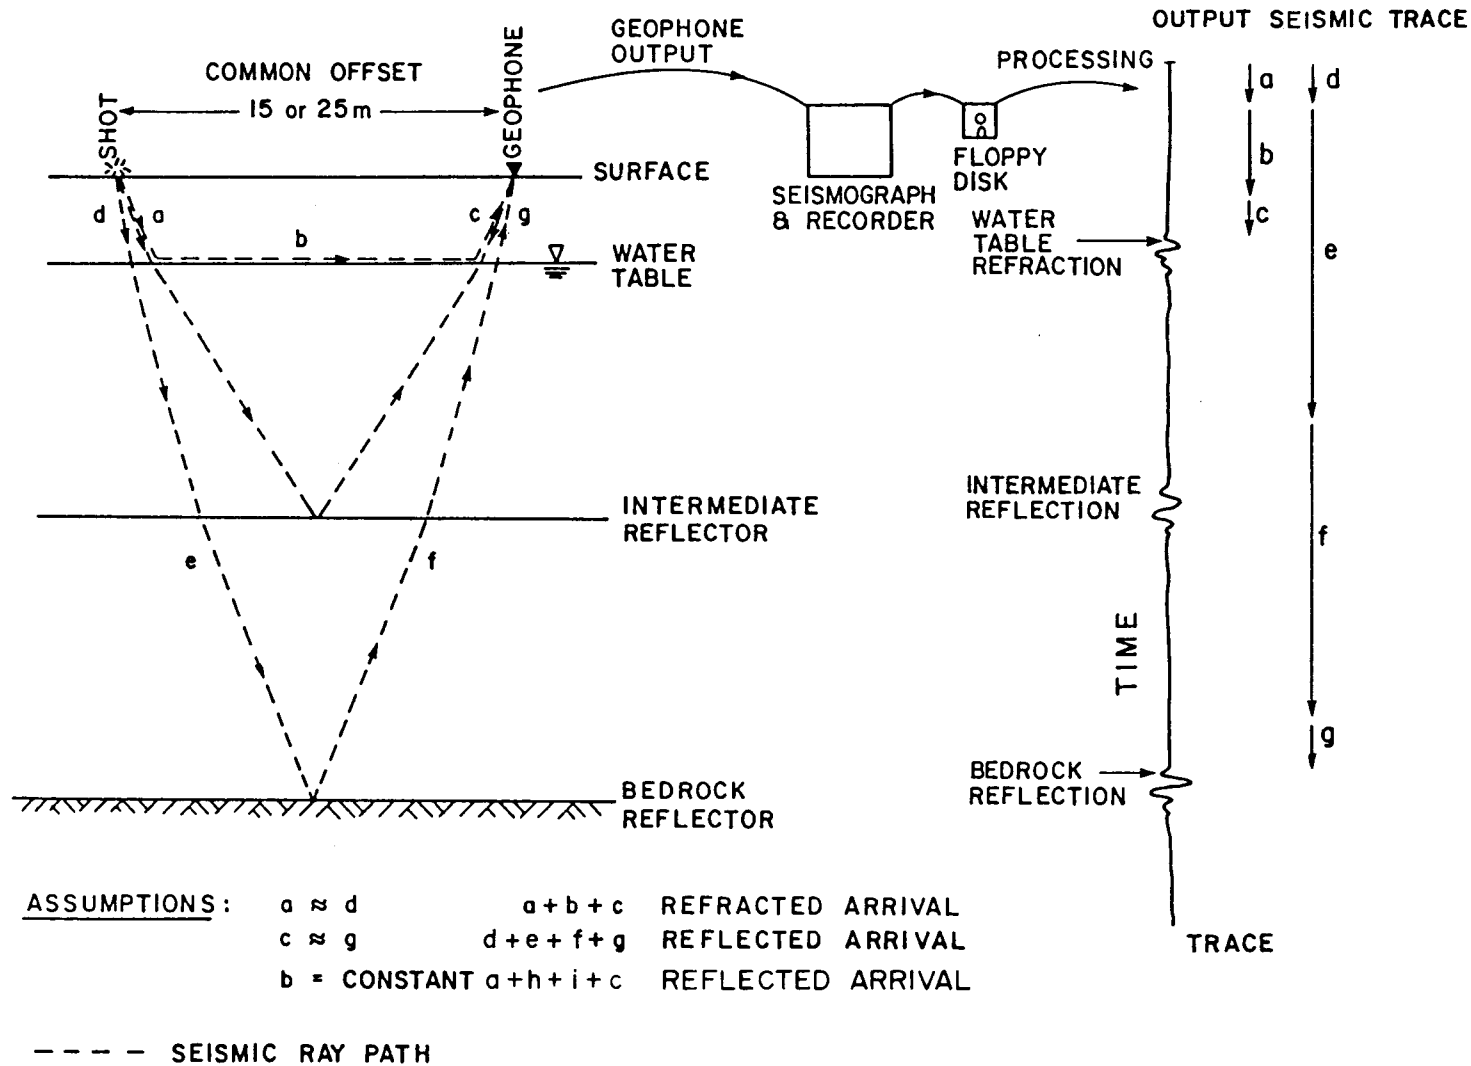 OUTPUT SEISMIC TRACE
GEOPHONE
OUTPUT
PROCESSING
COMMON OFFSET
15 or 25m
SHOT
GEOPHONE
SURFACE
SEISMOGRAPH
& RECORDER
FLOPPY
DISK
a
d
b
c
e
f
g
d
a
b
c
g
WATER
TABLE
WATER
TABLE
REFRACTION
INTERMEDIATE
REFLECTOR
INTERMEDIATE
REFLECTION
e
f
TIME
BEDROCK
REFLECTOR
BEDROCK
REFLECTION
TRACE
ASSUMPTIONS: a ≈ d a+b+c REFRACTED ARRIVAL
c ≈ g d+e+f+g REFLECTED ARRIVAL
b = CONSTANT a+h+i+c REFLECTED ARRIVAL
---- SEISMIC RAY PATH